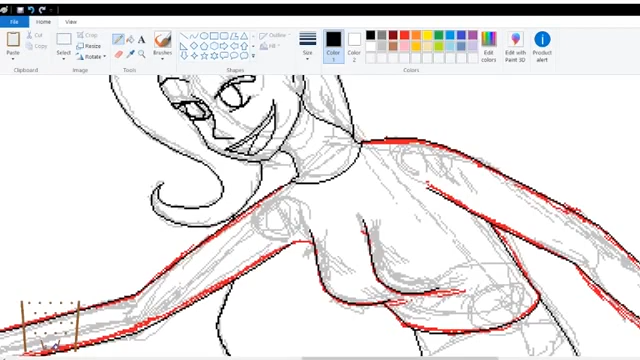 File Home View
Paste
Cut
Copy
Clipboard
Select
Crop
Resize
Rotate
Image
Tools
Brushes
Shapes
Outline
Fill
Size
Color 1
Color 2
Colors
Edit colors
Edit with Paint 3D
Product alert